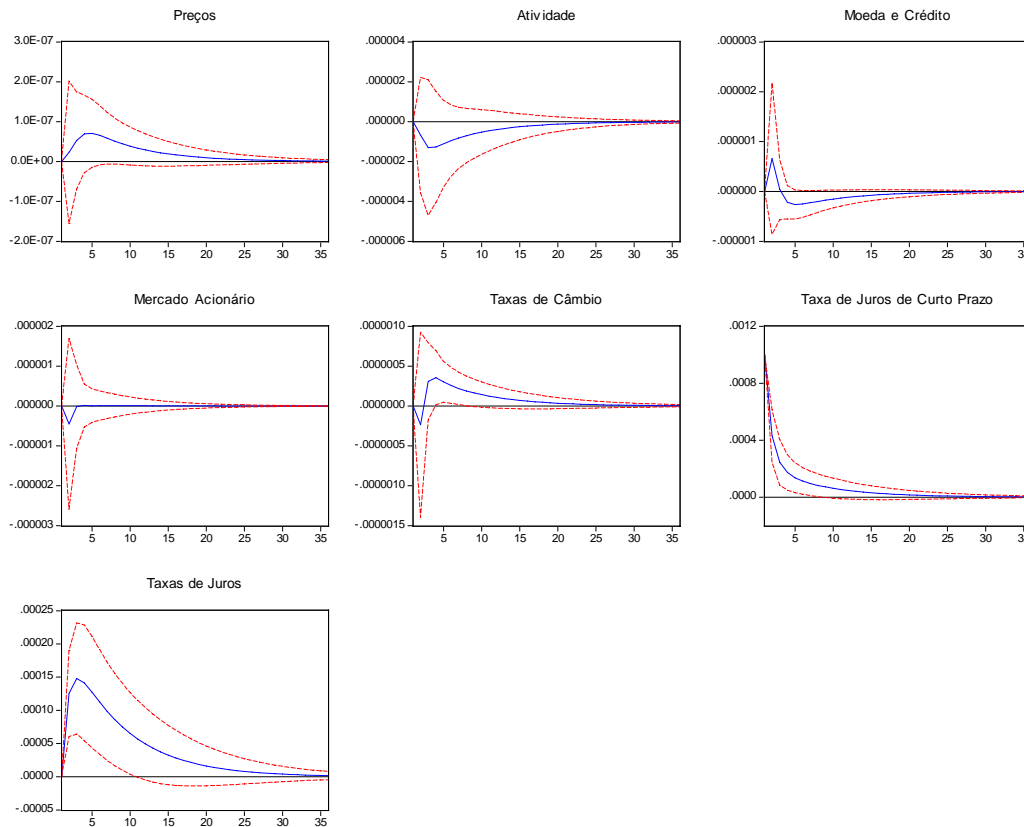 Preços
3.0E-07
2.0E-07
1.0E-07
0.0E+00
-1.0E-07
-2.0E-07
5 10 15 20 25 30 35
Atividade
.000004
.000002
.000000
-.000002
-.000004
-.000006
5 10 15 20 25 30 35
Moeda e Crédito
.000003
.000002
.000001
.000000
-.000001
5 10 15 20 25 30 35
Mercado Acionário
.000002
.000001
.000000
-.000001
-.000002
-.000003
5 10 15 20 25 30 35
Taxas de Câmbio
.0000010
.0000005
.0000000
-.0000005
-.0000010
-.0000015
5 10 15 20 25 30 35
Taxa de Juros de Curto Prazo
.0012
.0008
.0004
.0000
5 10 15 20 25 30 35
Taxas de Juros
.00025
.00020
.00015
.00010
.00005
.00000
-.00005
5 10 15 20 25 30 35